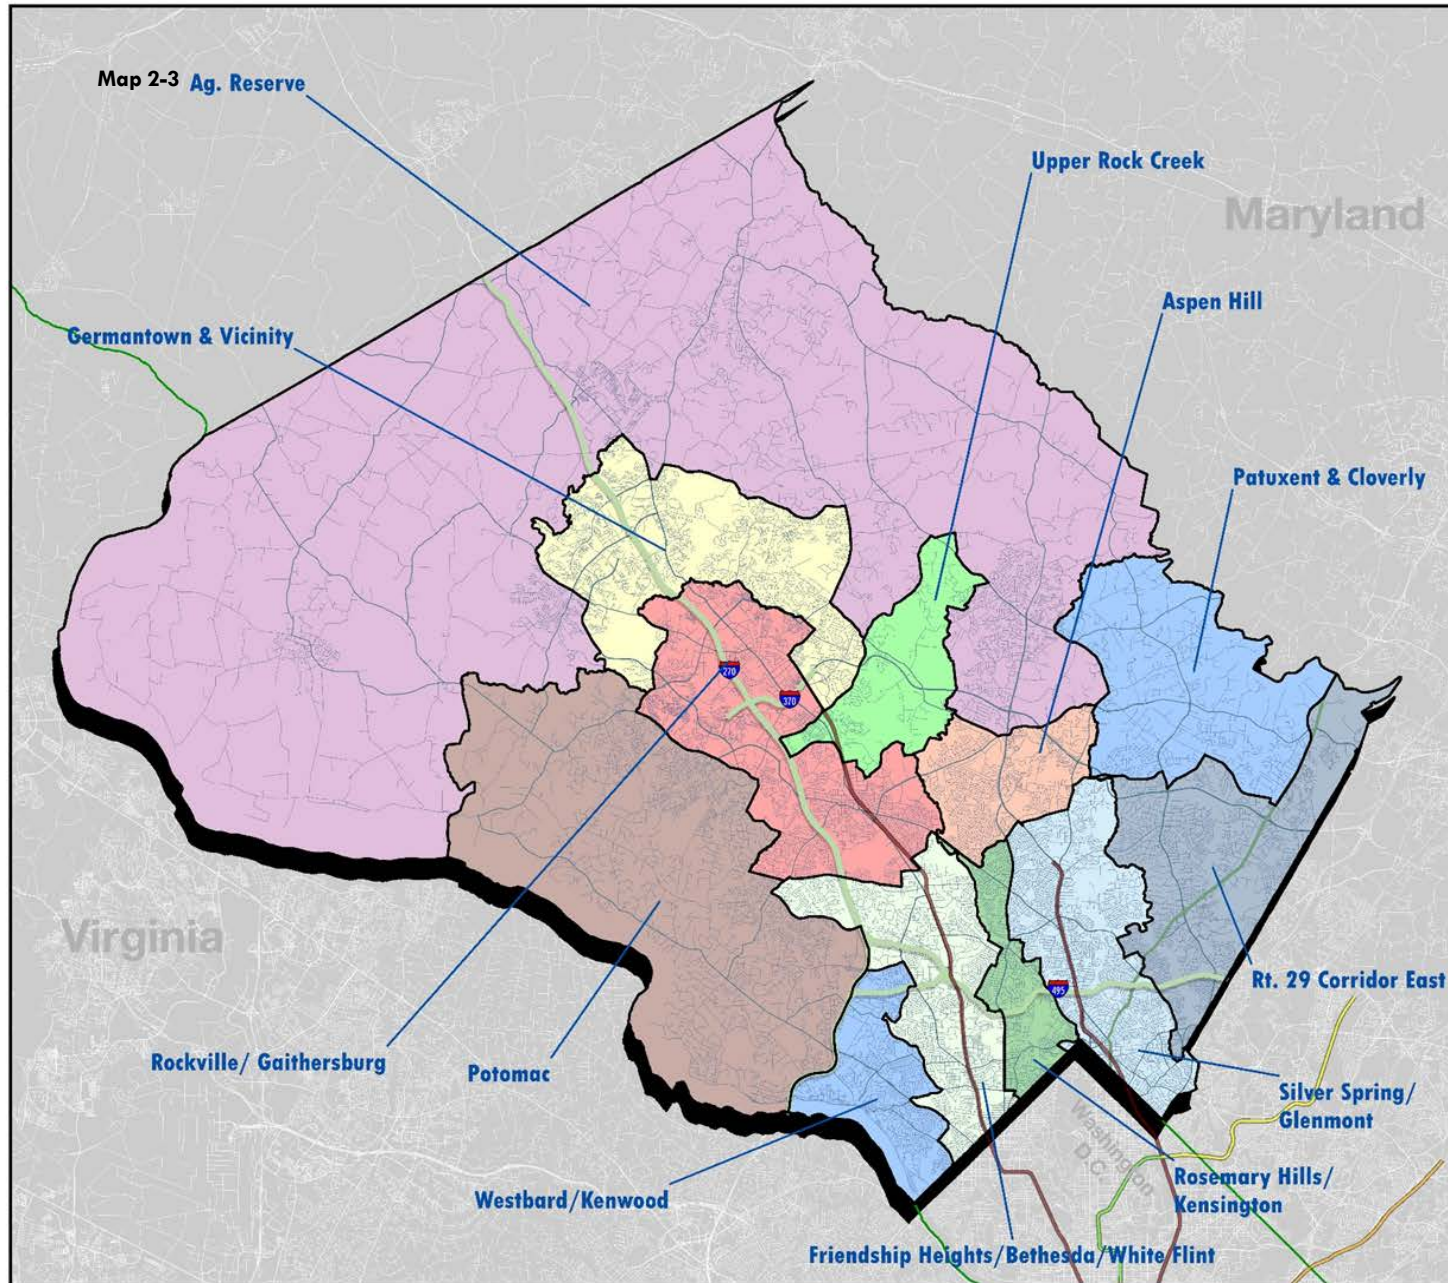 Map 2-3
Ag. Reserve
Upper Rock Creek
Maryland
Aspen Hill
Germantown & Vicinity
Patuxent & Cloverly
270
370
Virginia
Rt. 29 Corridor East
495
Rockville/ Gaithersburg
Potomac
Silver Spring/
Glenmont
Washington
D.C.
Rosemary Hills/
Kensington
Westbard/Kenwood
Friendship Heights/Bethesda/White Flint